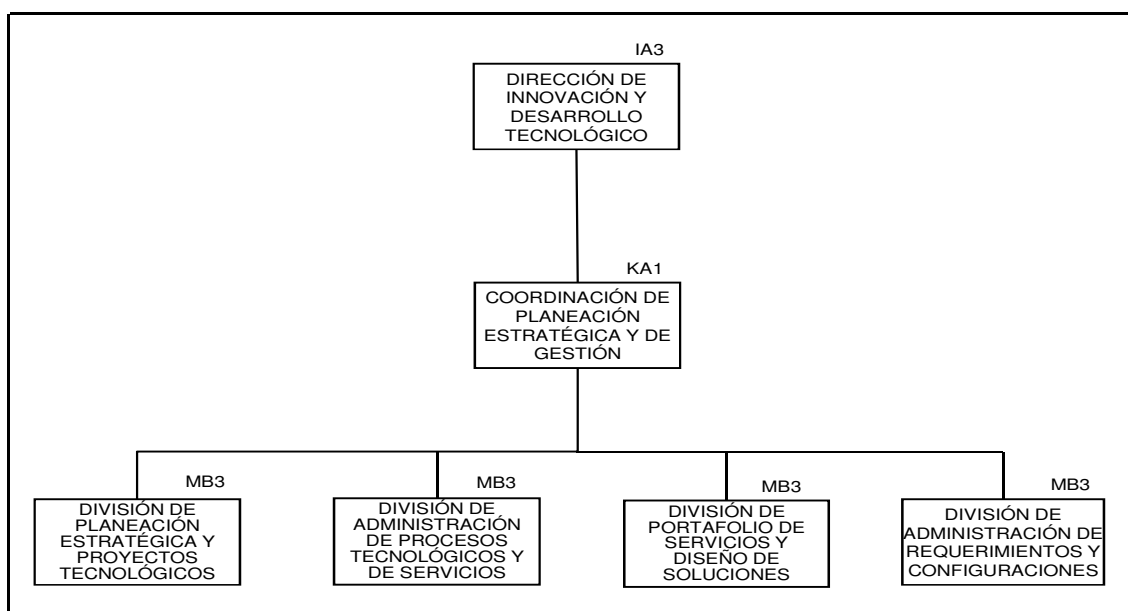 IA3
DIRECCIÓN DE
INNOVACIÓN Y
DESARROLLO
TECNOLÓGICO
KA1
COORDINACIÓN DE
PLANEACIÓN
ESTRATÉGICA Y DE
GESTIÓN
MB3
DIVISIÓN DE
PLANEACIÓN
ESTRATÉGICA Y
PROYECTOS
TECNOLÓGICOS
MB3
DIVISIÓN DE
ADMINISTRACIÓN
DE PROCESOS
TECNOLÓGICOS Y
DE SERVICIOS
MB3
DIVISIÓN DE
PORTAFOLIO DE
SERVICIOS Y
DISEÑO DE
SOLUCIONES
MB3
DIVISIÓN DE
ADMINISTRACIÓN DE
REQUERIMIENTOS Y
CONFIGURACIONES